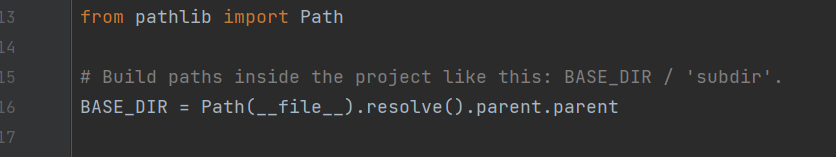 13 from pathlib import Path
14
15 # Build paths inside the project like this: BASE_DIR / 'subdir'.
16 BASE_DIR = Path(__file__).resolve().parent.parent
17